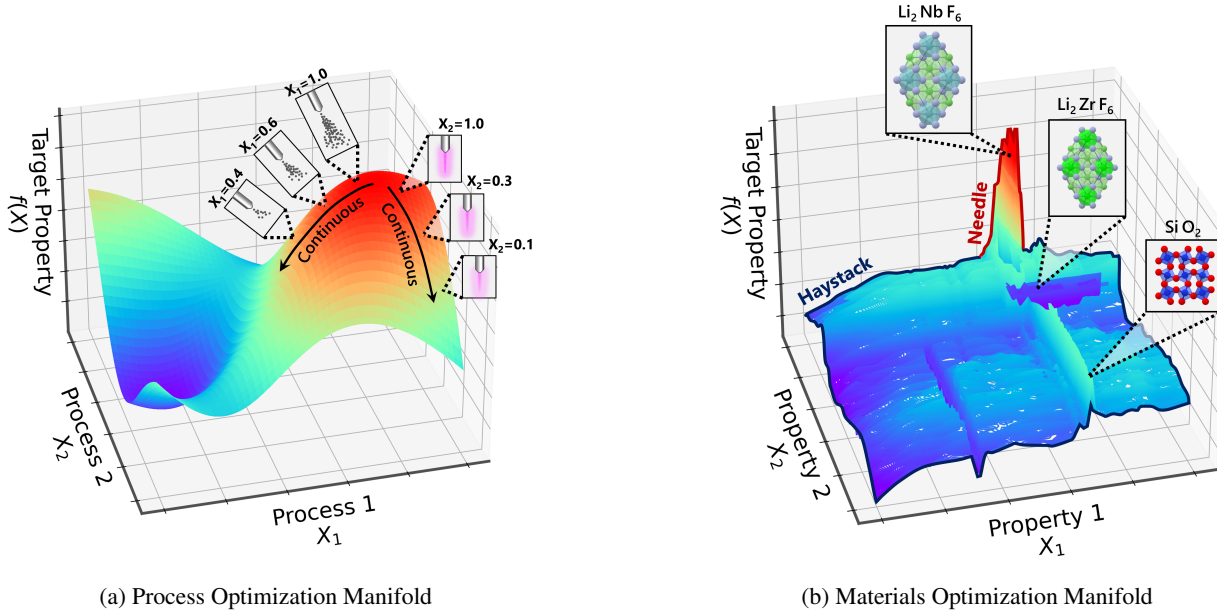 Target Property
f(X)
X₁=0.4
X₁=0.6
X₁=1.0
X₂=1.0
X₂=0.3
X₂=0.1
Continuous
Continuous
Process 2
X₂
Process 1
X₁
(a) Process Optimization Manifold
Li₂ Nb F₆
Li₂ Zr F₆
Si O₂
Needle
Haystack
Target Property
f(X)
Property 2
X₂
Property 1
X₁
(b) Materials Optimization Manifold